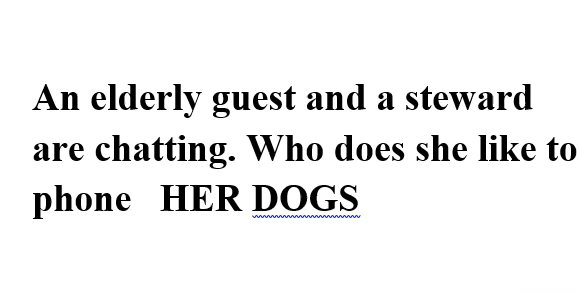 An elderly guest and a steward
are chatting. Who does she like to
phone   HER DOGS